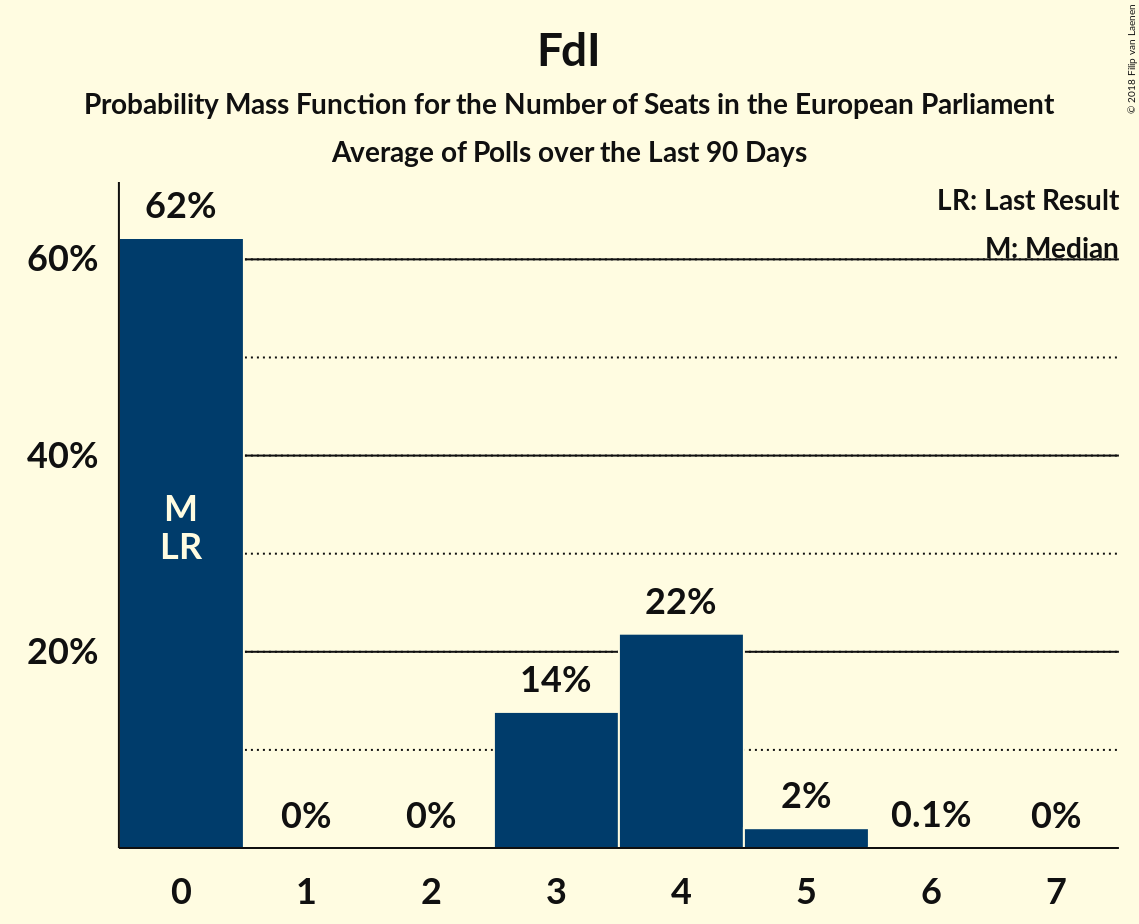 FdI
Probability Mass Function for the Number of Seats in the European Parliament
Average of Polls over the Last 90 Days
© 2018 Filip van Laenen
LR: Last Result
M: Median
62%
60%
40%
20%
M
LR
0%
0%
14%
22%
2%
0.1%
0%
0
1
2
3
4
5
6
7